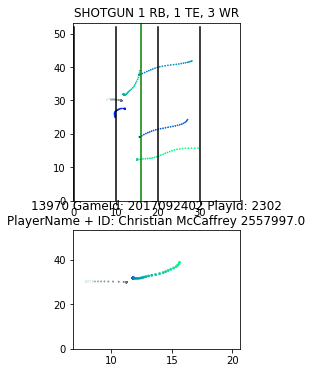 SHOTGUN 1 RB, 1 TE, 3 WR
50
40
30
20
10
0
0 10 20 30
13970 GameId: 2017092402 PlayId: 2302
PlayerName + ID: Christian McCaffrey 2557997.0
40
20
0
10 15 20